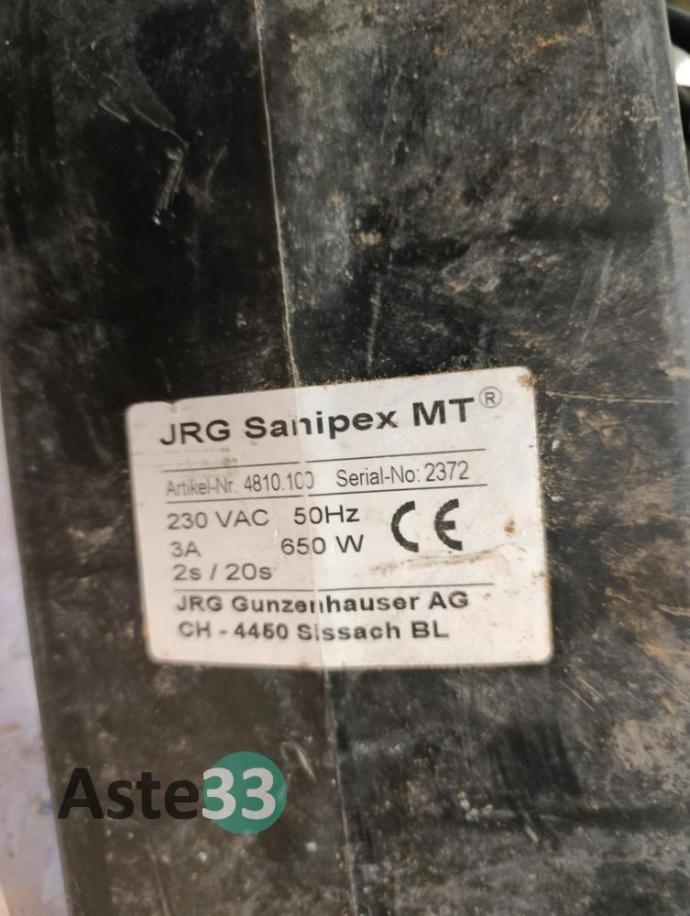 JRG Sanipex MT®
Artikel-Nr. 4810.100 Serial-No: 2372
230 VAC 50Hz CE
3A 650 W
2s / 20s
JRG Gunzenhauser AG
CH - 4450 Sissach BL
Aste33